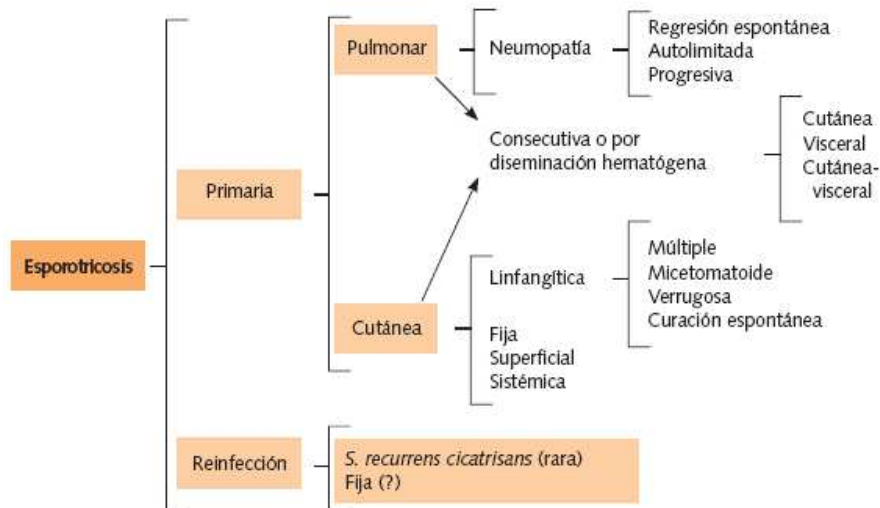 Esporotricosis
Primaria
Pulmonar
Neumopatía
Regresión espontánea
Autolimitada
Progresiva
Consecutiva o por
diseminación hematógena
Cutánea
Visceral
Cutánea-
visceral
Cutánea
Linfangítica
Múltiple
Micetomatoide
Verrugosa
Curación espontánea
Fija
Superficial
Sistémica
Reinfección
S. recurrens cicatrisans (rara)
Fija (?)